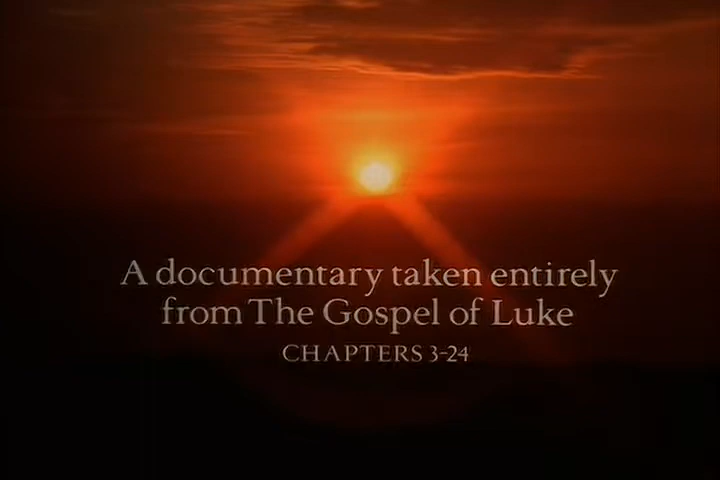 A documentary taken entirely
from The Gospel of Luke
CHAPTERS 3-24